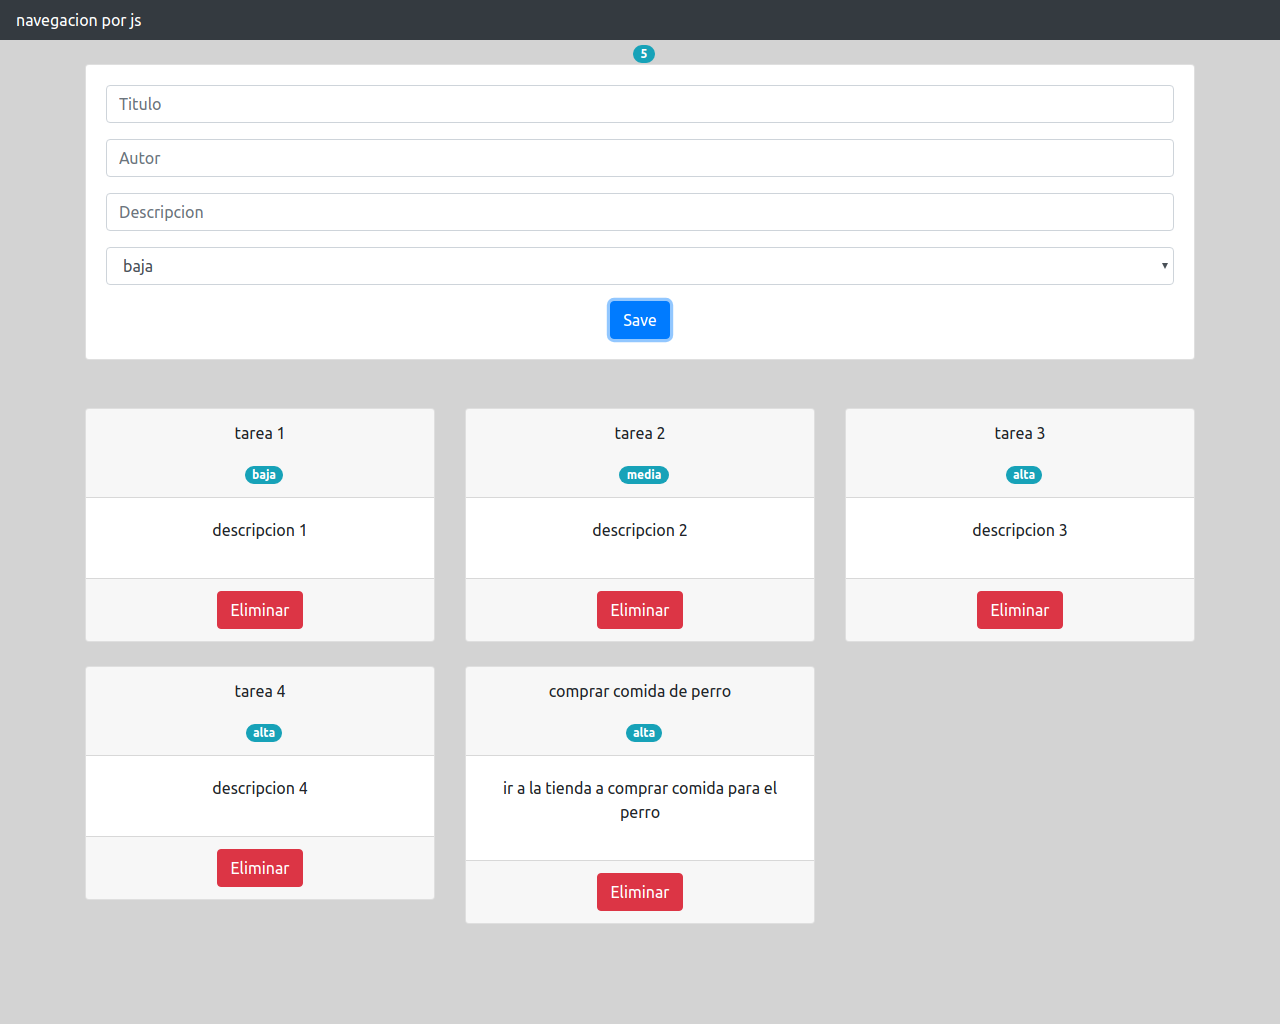 navegacion por js
5
Titulo
Autor
Descripcion
baja
Save
tarea 1
baja
descripcion 1
Eliminar
tarea 2
media
descripcion 2
Eliminar
tarea 3
alta
descripcion 3
Eliminar
tarea 4
alta
descripcion 4
Eliminar
comprar comida de perro
alta
ir a la tienda a comprar comida para el
perro
Eliminar